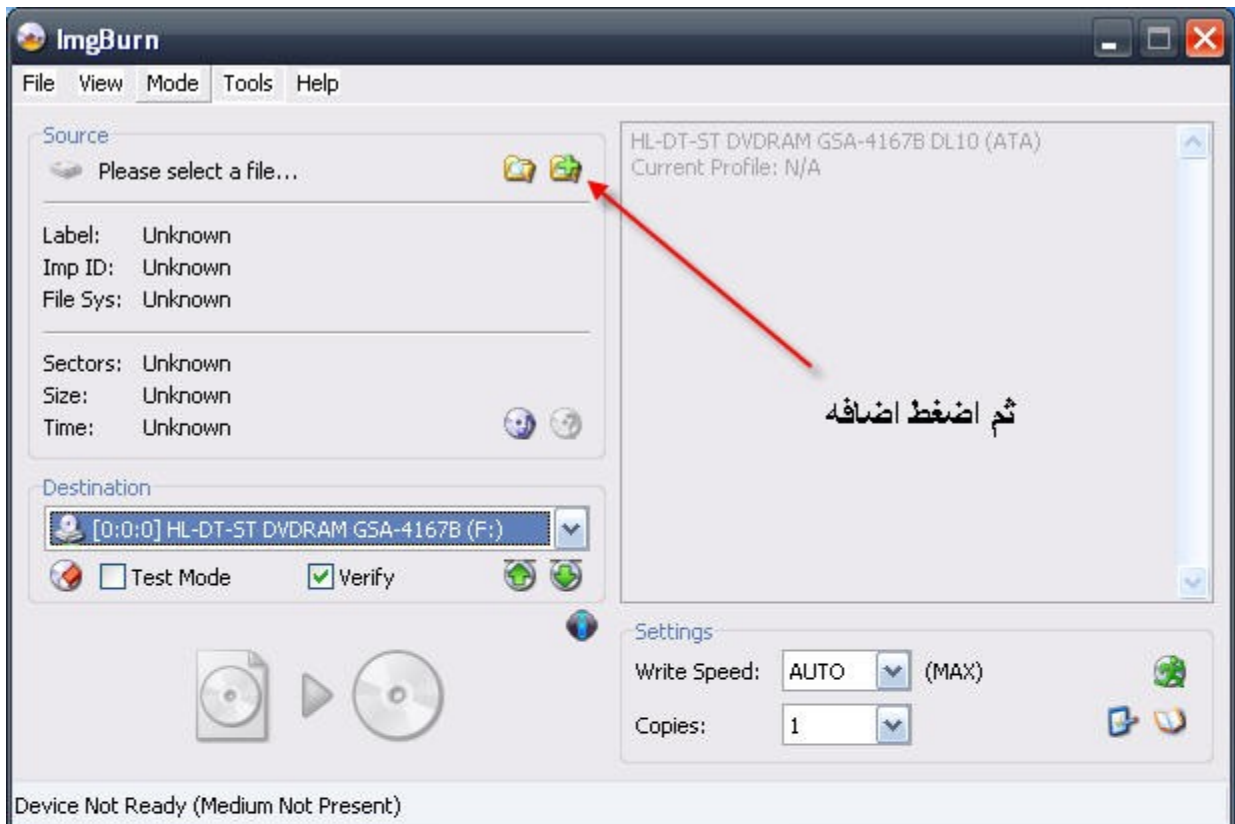 ImgBurn
File View Mode Tools Help
Source
Please select a file...
Label: Unknown
Imp ID: Unknown
File Sys: Unknown
Sectors: Unknown
Size: Unknown
Time: Unknown
Destination
[0:0:0] HL-DT-ST DVDRAM GSA-4167B (F:)
Test Mode Verify
HL-DT-ST DVDRAM GSA-4167B DL10 (ATA)
Current Profile: N/A
ثم اضغط اضافه
Settings
Write Speed: AUTO (MAX)
Copies: 1
Device Not Ready (Medium Not Present)